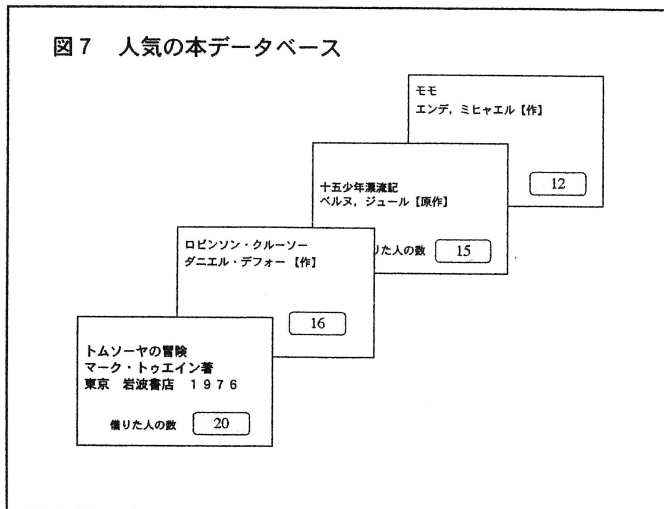 図7　人気の本データベース
モモ
エンデ，ミヒャエル【作】
12
十五少年漂流記
ベルヌ，ジュール【原作】
りた人の数　15
ロビンソン・クルーソー
ダニエル・デフォー【作】
16
トムソーヤの冒険
マーク・トゥエイン著
東京　岩波書店　1976
借りた人の数　20